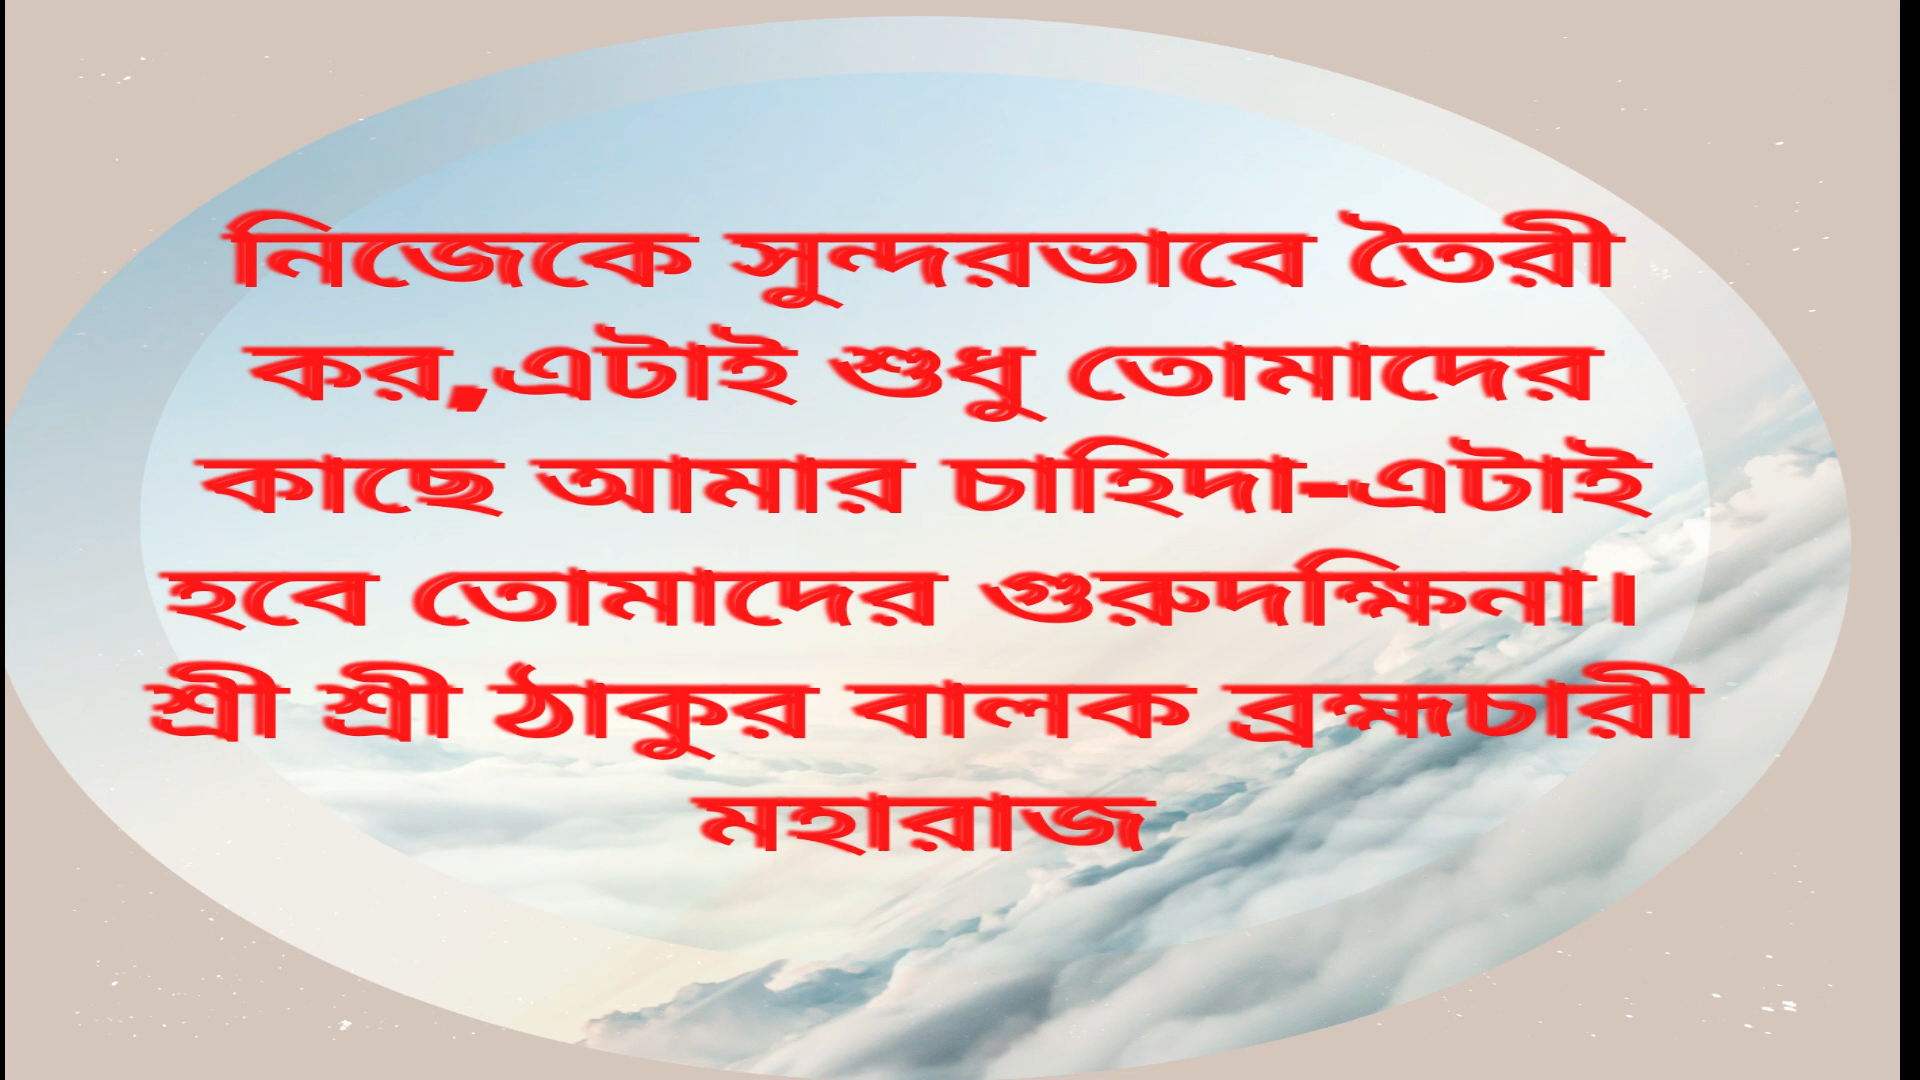 নিজেকে সুন্দরভাবে তৈরী
কর,এটাই শুধু তোমাদের
কাছে আমার চাহিদা-এটাই
হবে তোমাদের গুরুদক্ষিনা।
শ্রী শ্রী ঠাকুর বালক ব্রহ্মচারী
মহারাজ